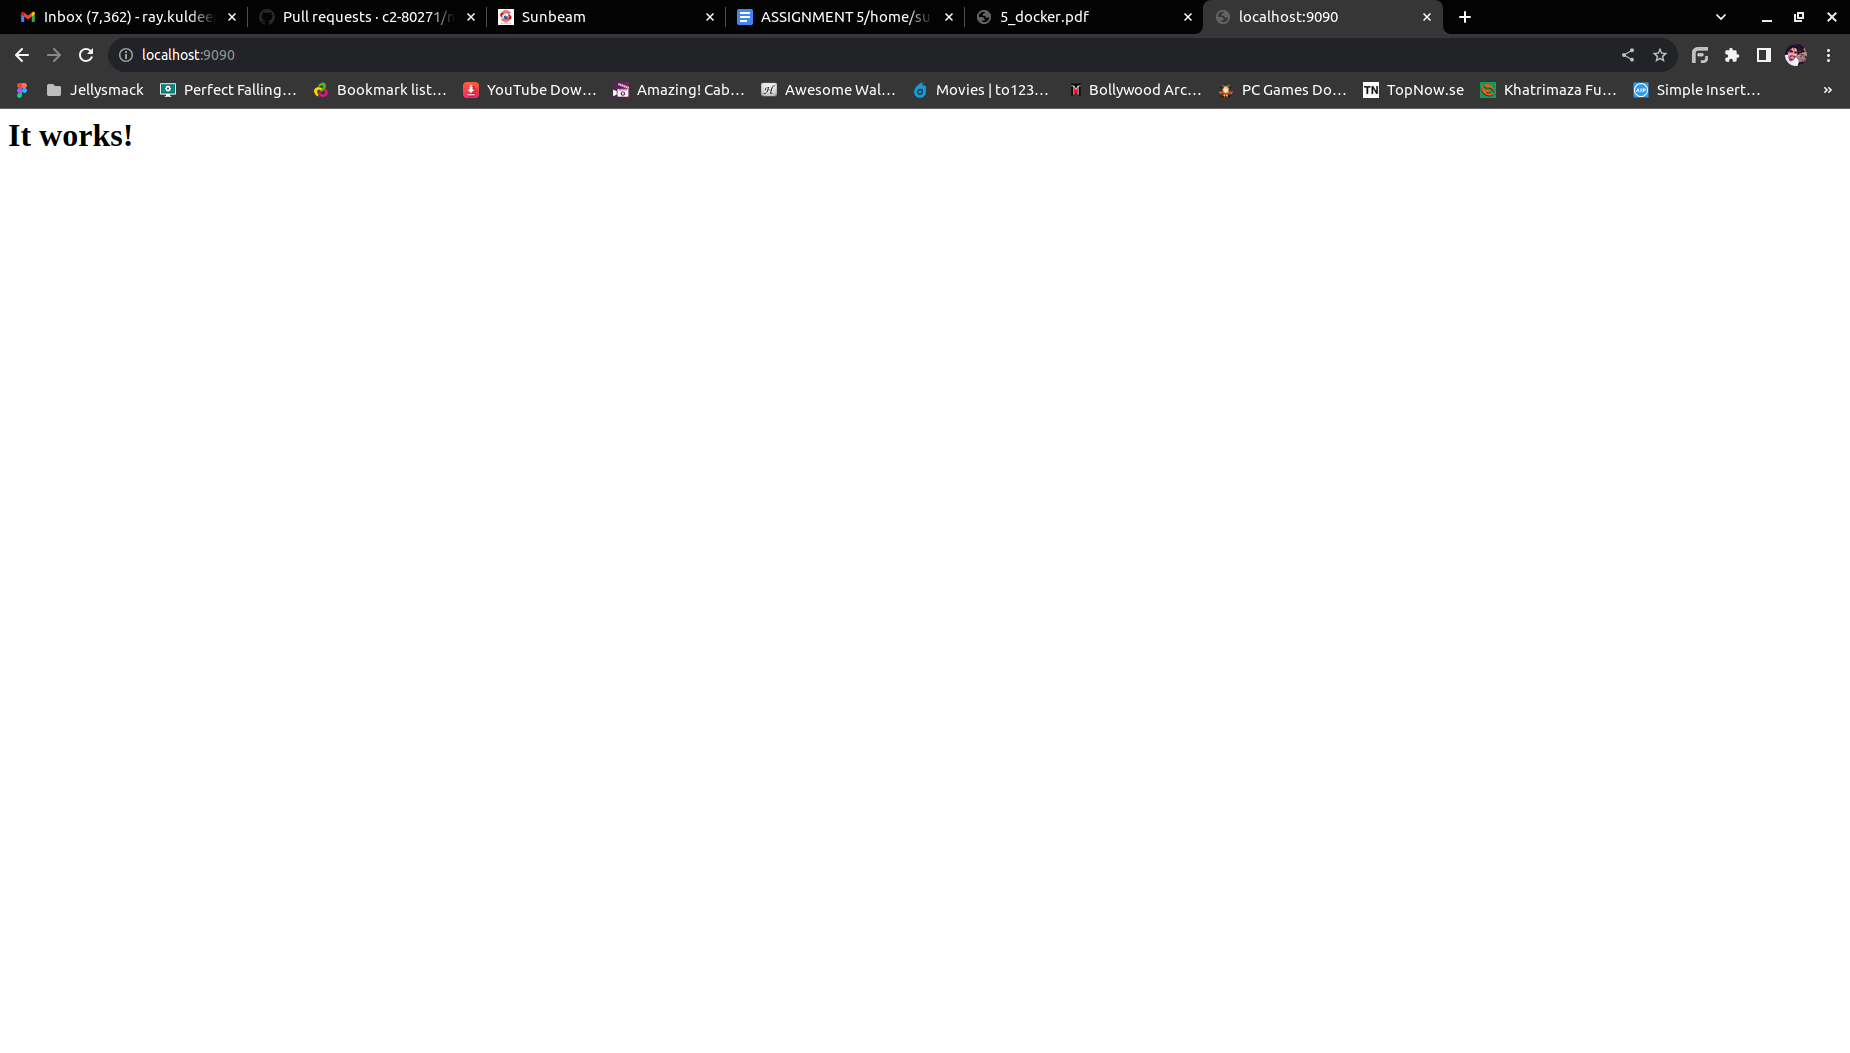 Inbox (7,362) - ray.kuldee
Pull requests · c2-80271/
Sunbeam
ASSIGNMENT 5/home/su
5_docker.pdf
localhost:9090
localhost:9090
Jellysmack
Perfect Falling...
Bookmark list...
YouTube Dow...
Amazing! Cab...
Awesome Wal...
Movies | to123...
Bollywood Arc...
PC Games Do...
TN TopNow.se
Khatrimaza Fu...
Simple Insert...
»
It works!